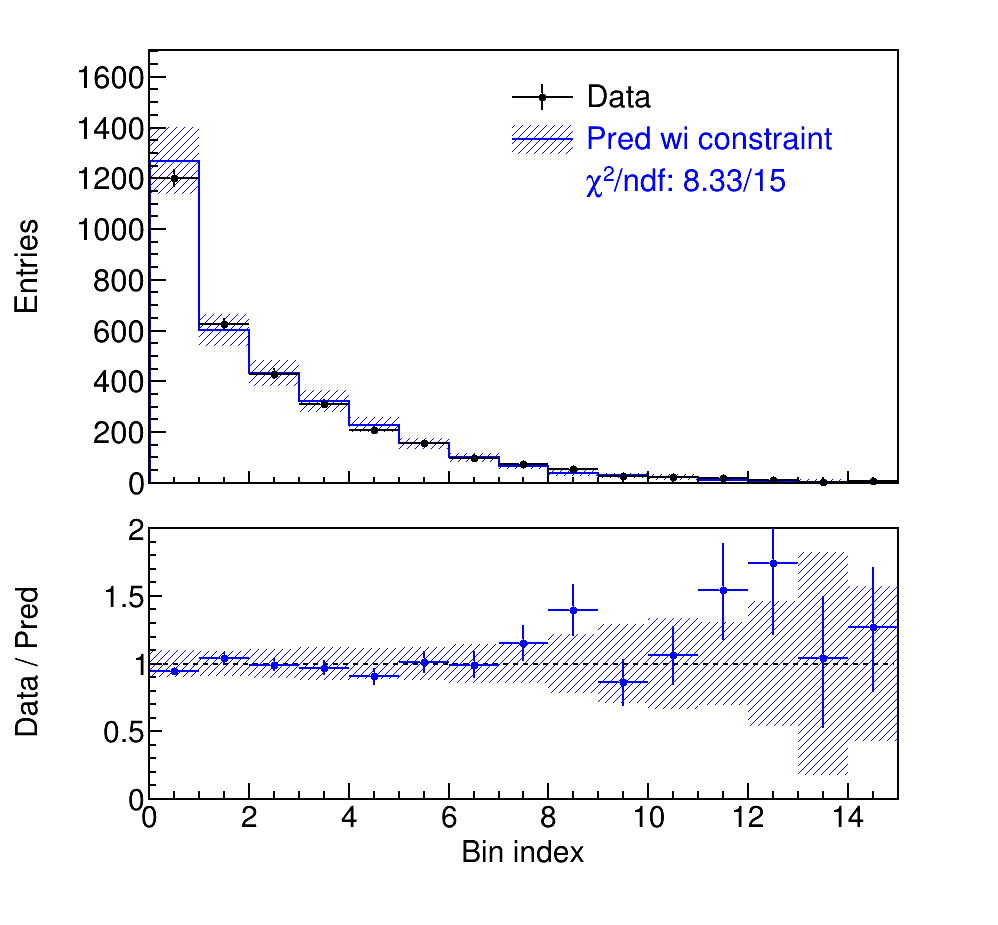 1600
1400
1200
1000
800
600
400
200
0
Entries
Data
Pred wi constraint
χ²/ndf: 8.33/15
2
1.5
1
0.5
0
Data / Pred
0 2 4 6 8 10 12 14
Bin index